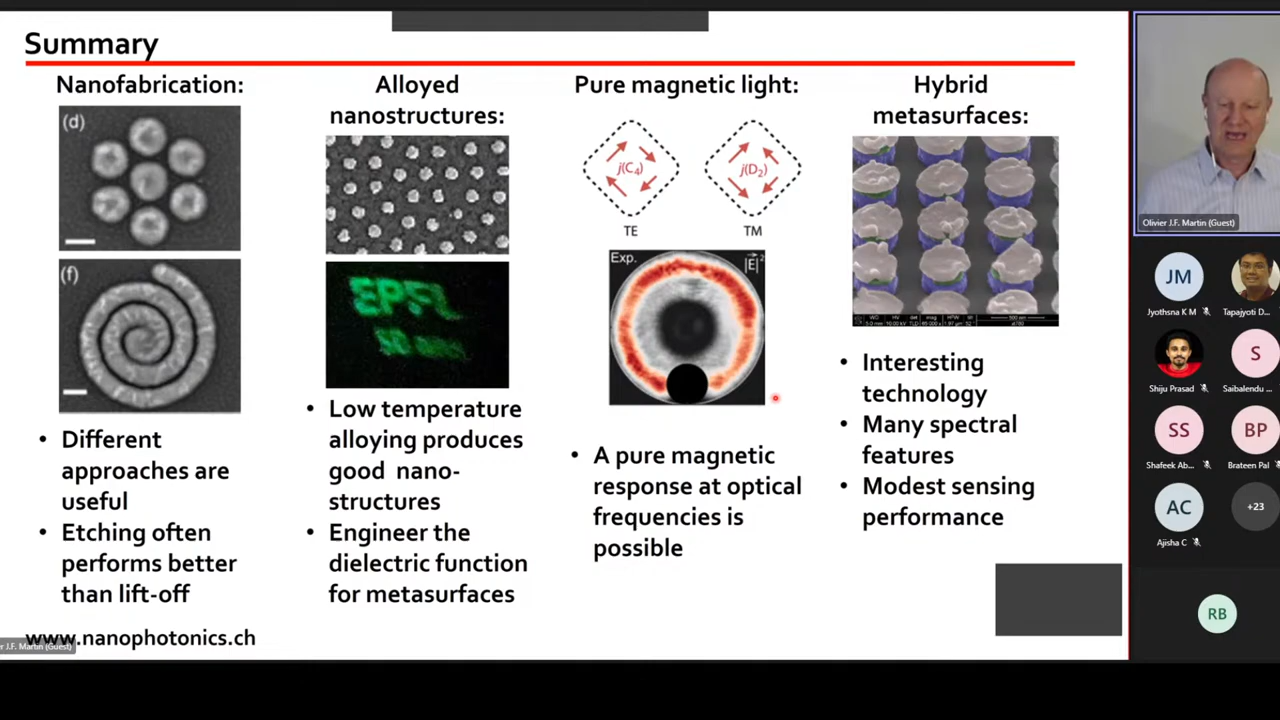 Summary
Nanofabrication:
(d)
(f)
• Different
approaches are
useful
• Etching often
performs better
than lift-off
Alloyed
nanostructures:
EPFL
• Low temperature
alloying produces
good nano-
structures
• Engineer the
dielectric function
for metasurfaces
Pure magnetic light:
j(C₄)
j(D₂)
TE
TM
Exp.
|E|²
• A pure magnetic
response at optical
frequencies is
possible
Hybrid
metasurfaces:
• Interesting
technology
• Many spectral
features
• Modest sensing
performance
www.nanophotonics.ch
er J.F. Martin (Guest)
Olivier J.F. Martin (Guest)
JM
Jyothsna K M
Tapajyoti D...
Shiju Prasad
S
Saibalendu ...
SS
Shafeek Ab...
BP
Brateen Pal
AC
Ajisha C
+23
RB